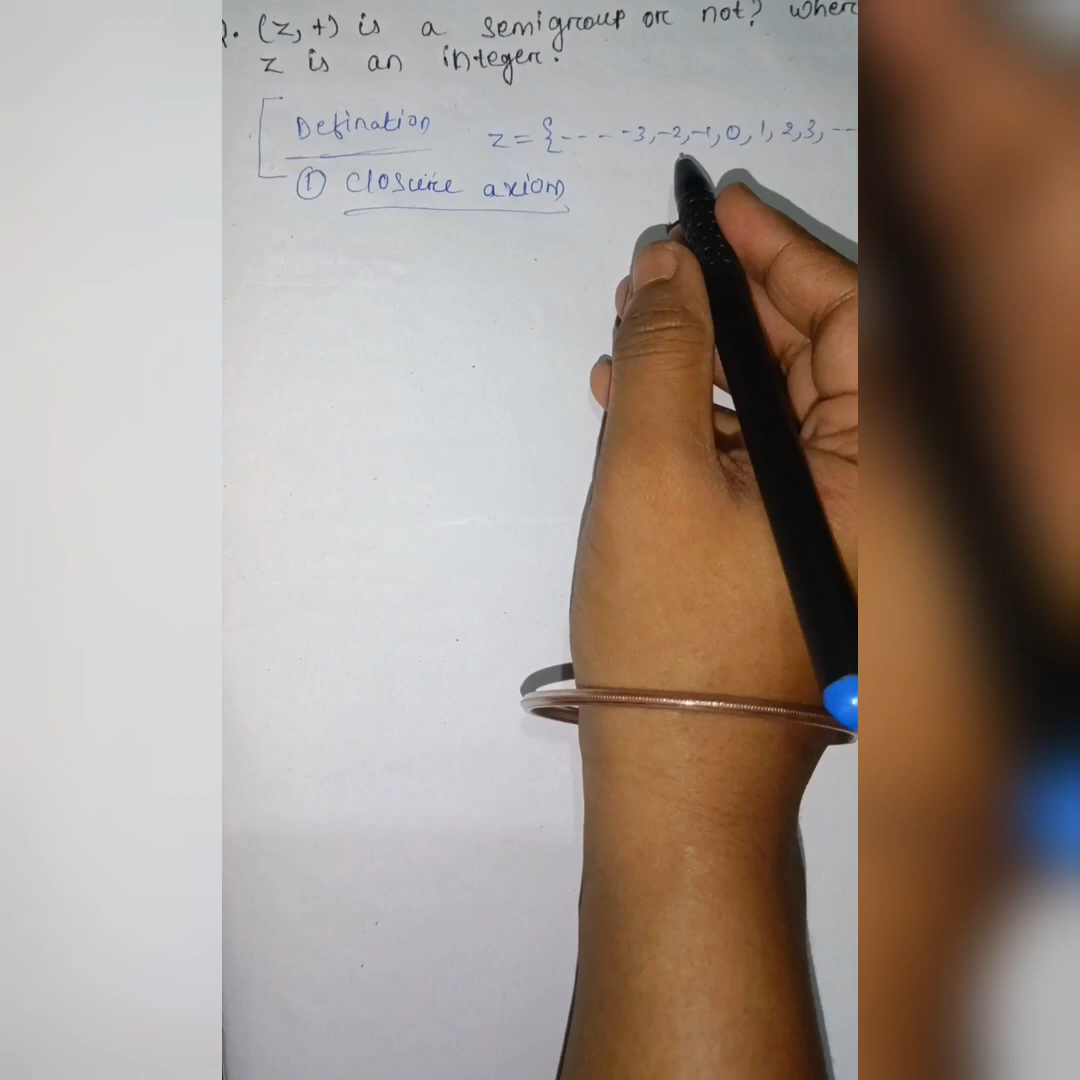 (Z, +) is a semigroup or not? wher
Z is an integer.
Defination Z = {---- -3, -2, -1, 0, 1, 2, 3, --
① Closure axiom